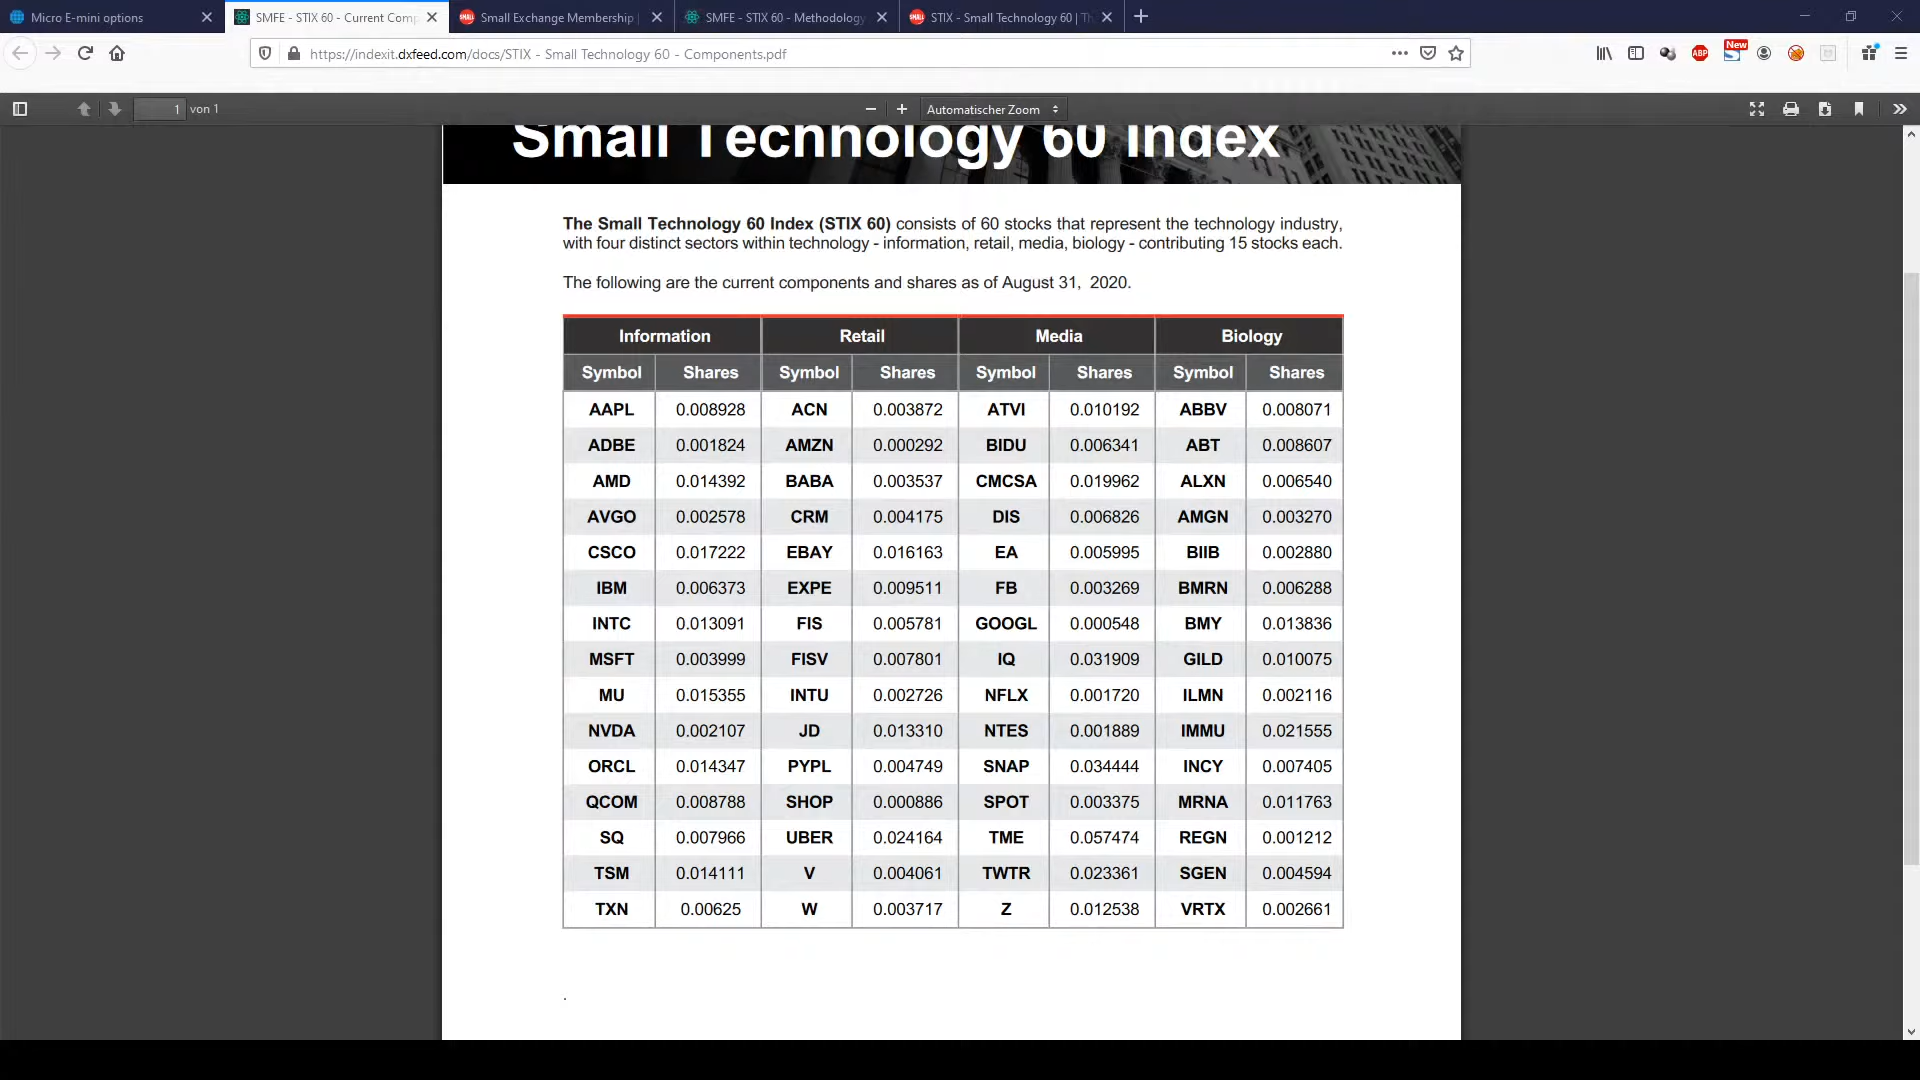 Micro E-mini options
SMFE - STIX 60 - Current Comp
Small Exchange Membership |
SMFE - STIX 60 - Methodology
STIX - Small Technology 60 | Th
https://indexit.dxfeed.com/docs/STIX - Small Technology 60 - Components.pdf
ABP
New
1 von 1
Automatischer Zoom
Small Technology 60 Index
The Small Technology 60 Index (STIX 60) consists of 60 stocks that represent the technology industry,
with four distinct sectors within technology - information, retail, media, biology - contributing 15 stocks each.
The following are the current components and shares as of August 31, 2020.
Information Retail Media Biology
Symbol Shares Symbol Shares Symbol Shares Symbol Shares
AAPL 0.008928 ACN 0.003872 ATVI 0.010192 ABBV 0.008071
ADBE 0.001824 AMZN 0.000292 BIDU 0.006341 ABT 0.008607
AMD 0.014392 BABA 0.003537 CMCSA 0.019962 ALXN 0.006540
AVGO 0.002578 CRM 0.004175 DIS 0.006826 AMGN 0.003270
CSCO 0.017222 EBAY 0.016163 EA 0.005995 BIIB 0.002880
IBM 0.006373 EXPE 0.009511 FB 0.003269 BMRN 0.006288
INTC 0.013091 FIS 0.005781 GOOGL 0.000548 BMY 0.013836
MSFT 0.003999 FISV 0.007801 IQ 0.031909 GILD 0.010075
MU 0.015355 INTU 0.002726 NFLX 0.001720 ILMN 0.002116
NVDA 0.002107 JD 0.013310 NTES 0.001889 IMMU 0.021555
ORCL 0.014347 PYPL 0.004749 SNAP 0.034444 INCY 0.007405
QCOM 0.008788 SHOP 0.000886 SPOT 0.003375 MRNA 0.011763
SQ 0.007966 UBER 0.024164 TME 0.057474 REGN 0.001212
TSM 0.014111 V 0.004061 TWTR 0.023361 SGEN 0.004594
TXN 0.00625 W 0.003717 Z 0.012538 VRTX 0.002661
.